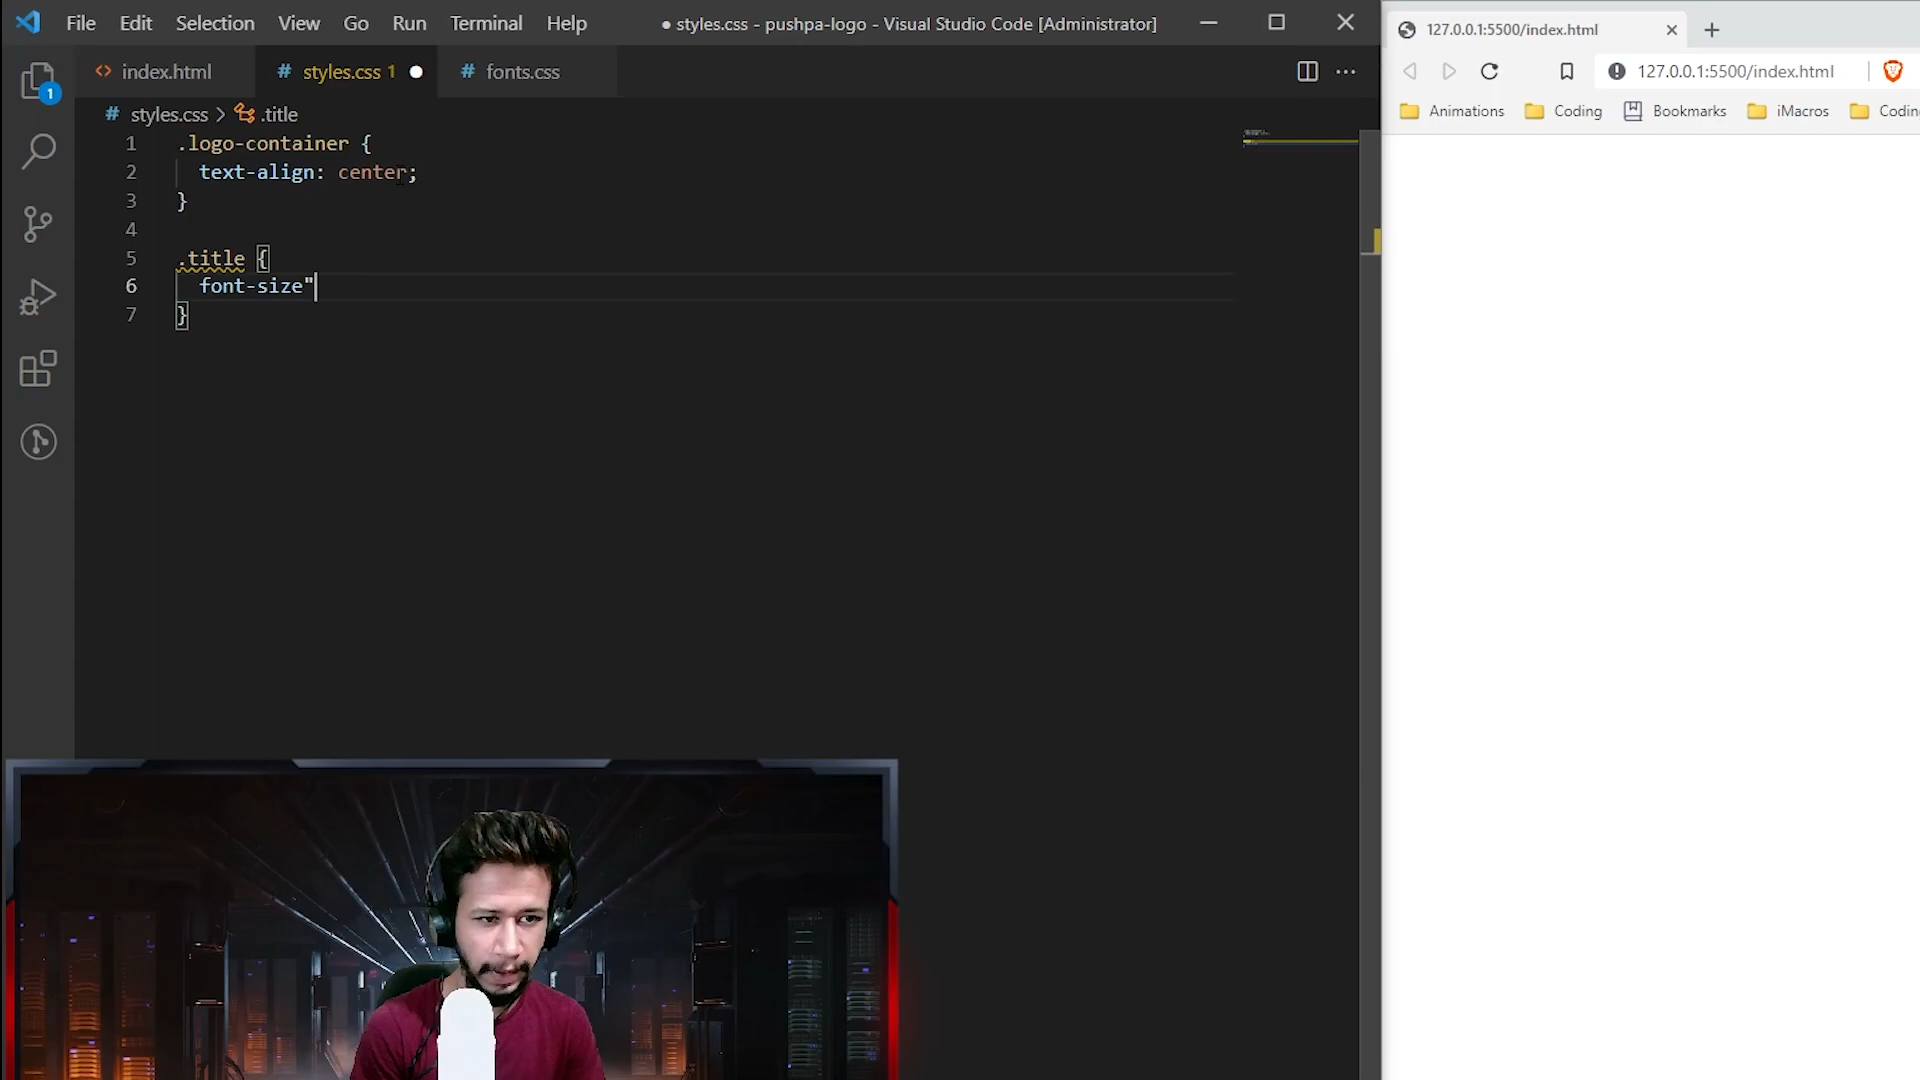 File Edit Selection View Go Run Terminal Help
● styles.css - pushpa-logo - Visual Studio Code [Administrator]
index.html
# styles.css 1
# fonts.css
# styles.css > .title
1 .logo-container {
2 text-align: center;
3 }
4
5 .title {
6 font-size"
7 }
1
127.0.0.1:5500/index.html
127.0.0.1:5500/index.html
Animations Coding Bookmarks iMacros Codin